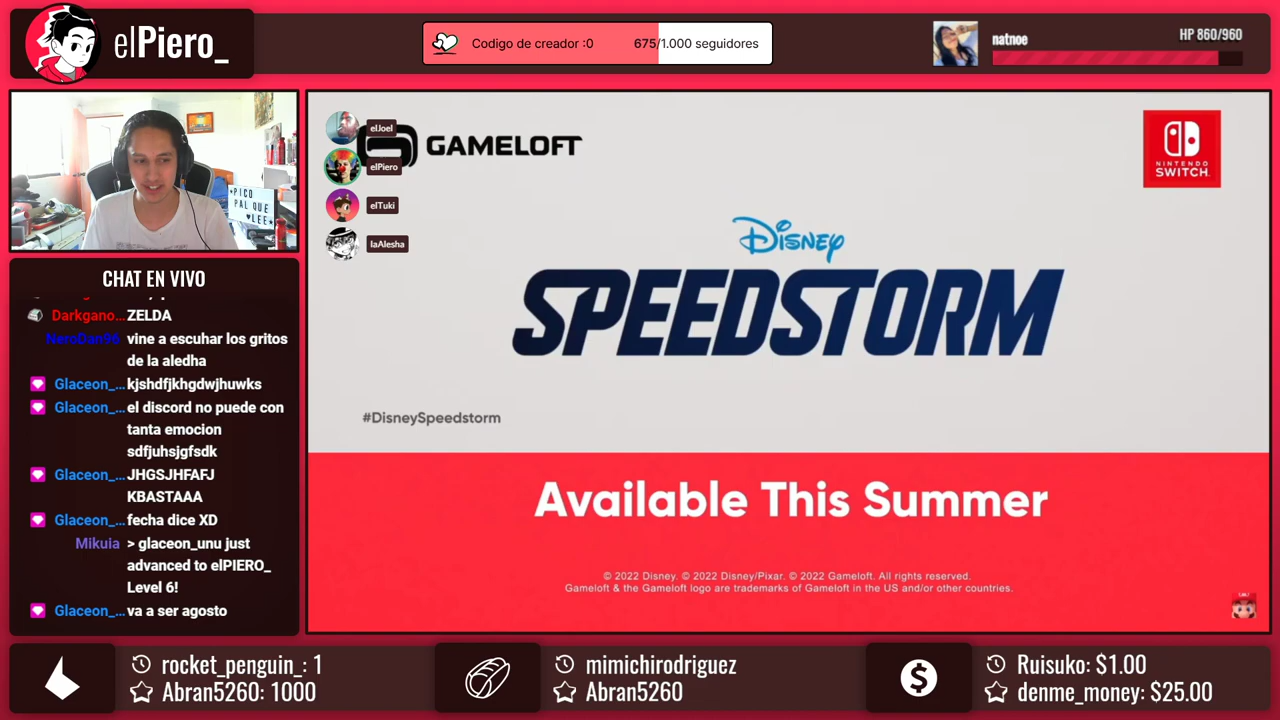 elPiero_
Codigo de creador :0 675/1.000 seguidores
natnoe HP 860/960
PICO
PAL QUE
LEE
elJoel
GAMELOFT
elPiero
elTuki
laAlesha
NINTENDO
SWITCH
Disney
SPEEDSTORM
#DisneySpeedstorm
Available This Summer
© 2022 Disney. © 2022 Disney/Pixar. © 2022 Gameloft. All rights reserved.
Gameloft & the Gameloft logo are trademarks of Gameloft in the US and/or other countries.
CHAT EN VIVO
Darkgano... ZELDA
NeroDan96 vine a escuhar los gritos
de la aledha
Glaceon_... kjshdfjkhgdwjhuwks
Glaceon_... el discord no puede con
tanta emocion
sdfjuhsjgfsdk
Glaceon_... JHGSJHFAFJ
KBASTAAA
Glaceon_... fecha dice XD
Mikuia > glaceon_unu just
advanced to elPIERO_
Level 6!
Glaceon_... va a ser agosto
rocket_penguin_: 1
Abran5260: 1000
mimichirodriguez
Abran5260
Ruisuko: $1.00
denme_money: $25.00